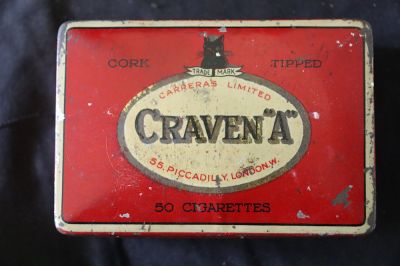 CORK TIPPED
TRADE MARK
CARRERAS LIMITED
CRAVEN "A"
55, PICCADILLY, LONDON, W.
50 CIGARETTES